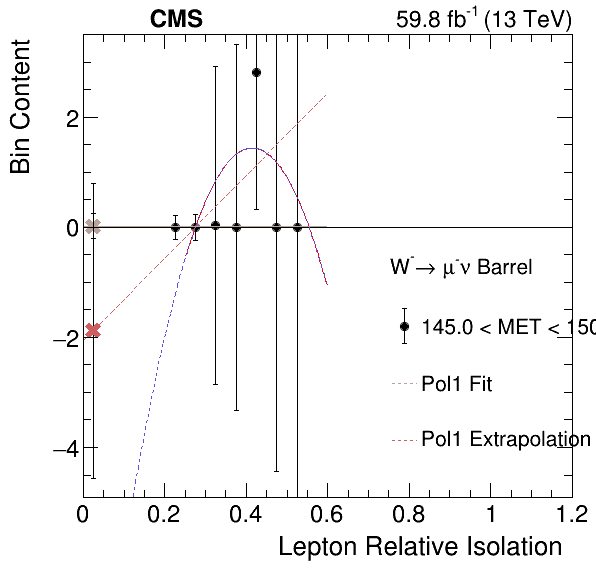 CMS 59.8 fb⁻¹ (13 TeV)
Bin Content
2
0
−2
−4
W⁻→ μ⁻ν Barrel
145.0 < MET < 150
Pol1 Fit
Pol1 Extrapolation
0 0.2 0.4 0.6 0.8 1 1.2
Lepton Relative Isolation